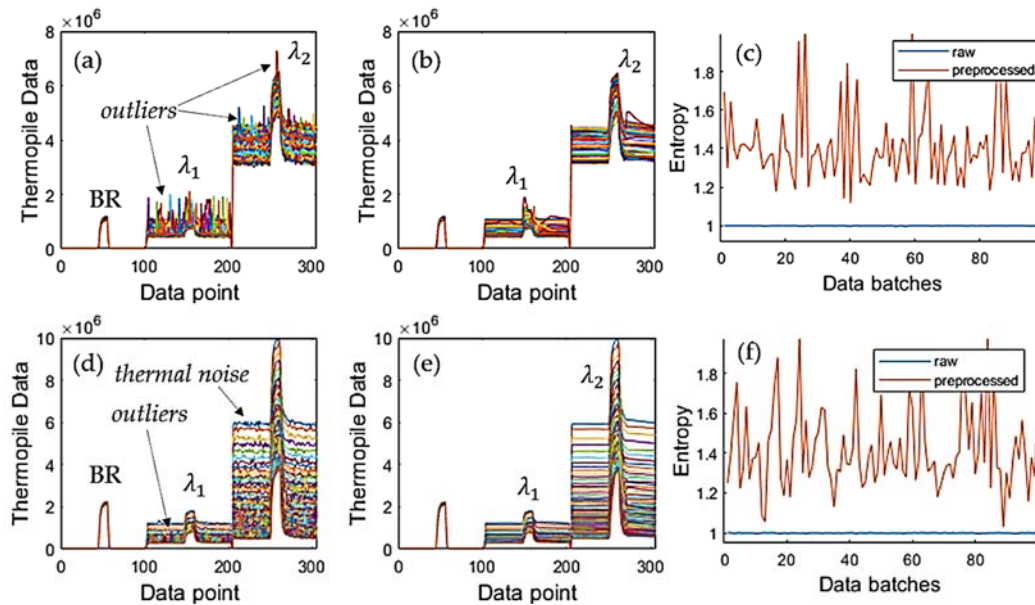 ×10⁶
(a)
λ₂
outliers
λ₁
BR
Thermopile Data
8
6
4
2
0
0 100 200 300
Data point
×10⁶
(b)
λ₂
λ₁
BR
Thermopile Data
8
6
4
2
0
0 100 200 300
Data point
(c)
raw
preprocessed
Entropy
1.8
1.6
1.4
1.2
1
20 40 60 80
Data batches
×10⁶
(d)
thermal noise
outliers
BR
λ₁
Thermopile Data
10
8
6
4
2
0
0 100 200 300
Data point
×10⁶
(e)
λ₂
BR
λ₁
Thermopile Data
10
8
6
4
2
0
0 100 200 300
Data point
(f)
raw
preprocessed
Entropy
1.8
1.6
1.4
1.2
1
20 40 60 80
Data batches